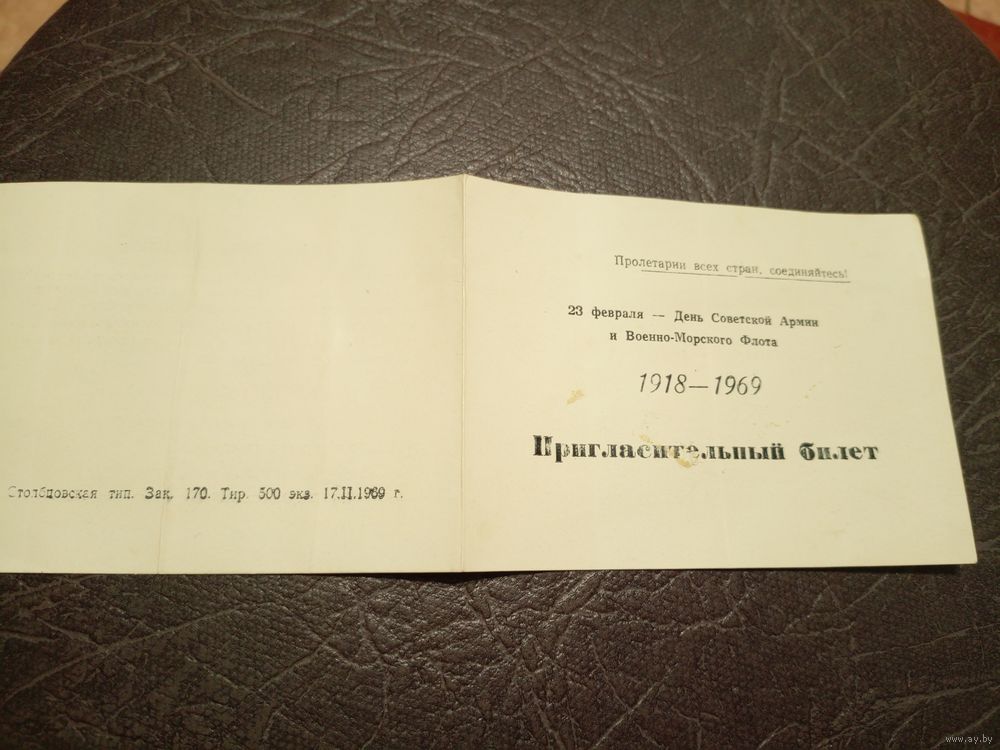 Пролетарии всех стран, соединяйтесь!
23 февраля — День Советской Армии
и Военно-Морского Флота
1918—1969
Пригласительный билет
Столбцовская тип. Зак. 170. Тир. 500 экз. 17.II.1969 г.
www.ay.by